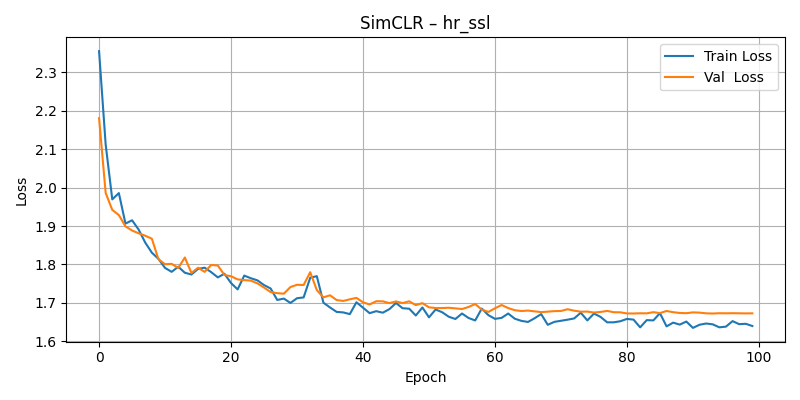 SimCLR – hr_ssl
Train Loss
Val  Loss
Loss
2.3
2.2
2.1
2.0
1.9
1.8
1.7
1.6
0 20 40 60 80 100
Epoch